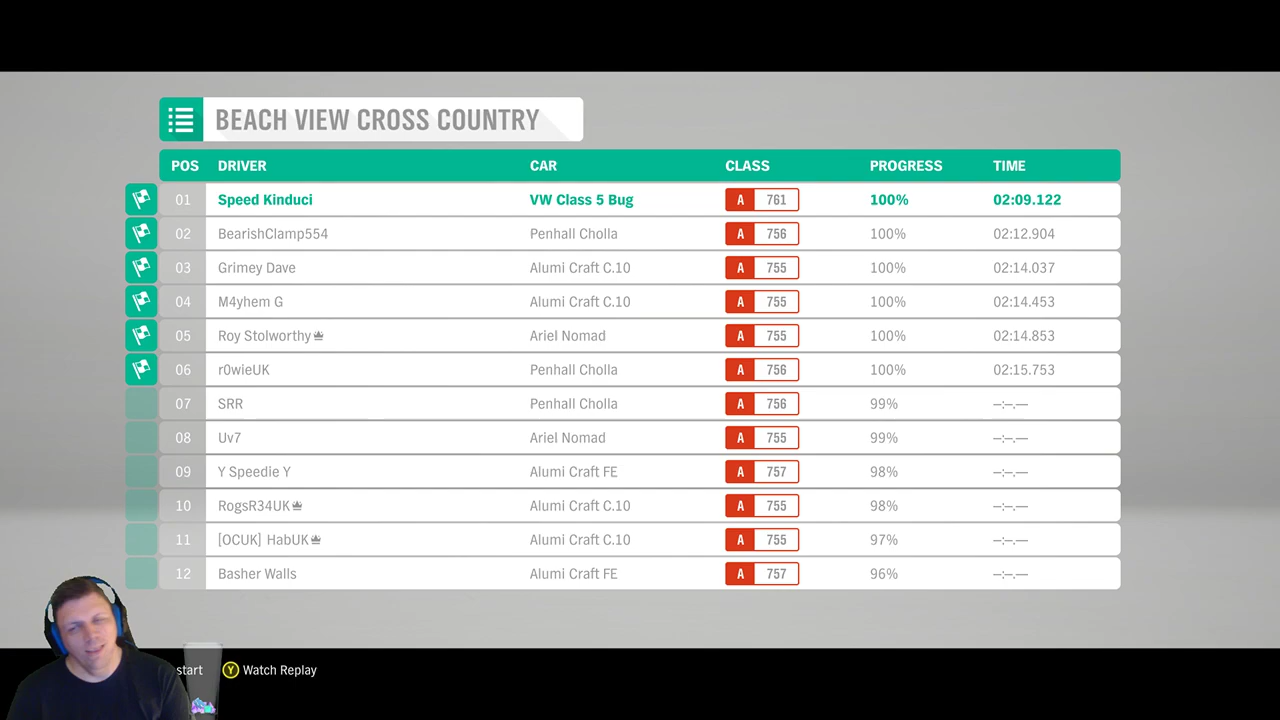 BEACH VIEW CROSS COUNTRY
POS DRIVER CAR CLASS PROGRESS TIME
01 Speed Kinduci VW Class 5 Bug A 761 100% 02:09.122
02 BearishClamp554 Penhall Cholla A 756 100% 02:12.904
03 Grimey Dave Alumi Craft C.10 A 755 100% 02:14.037
04 M4yhem G Alumi Craft C.10 A 755 100% 02:14.453
05 Roy Stolworthy Ariel Nomad A 755 100% 02:14.853
06 r0wieUK Penhall Cholla A 756 100% 02:15.753
07 SRR Penhall Cholla A 756 99% --:--.---
08 Uv7 Ariel Nomad A 755 99% --:--.---
09 Y Speedie Y Alumi Craft FE A 757 98% --:--.---
10 RogsR34UK Alumi Craft C.10 A 755 98% --:--.---
11 [OCUK] HabUK Alumi Craft C.10 A 755 97% --:--.---
12 Basher Walls Alumi Craft FE A 757 96% --:--.---
start Y Watch Replay